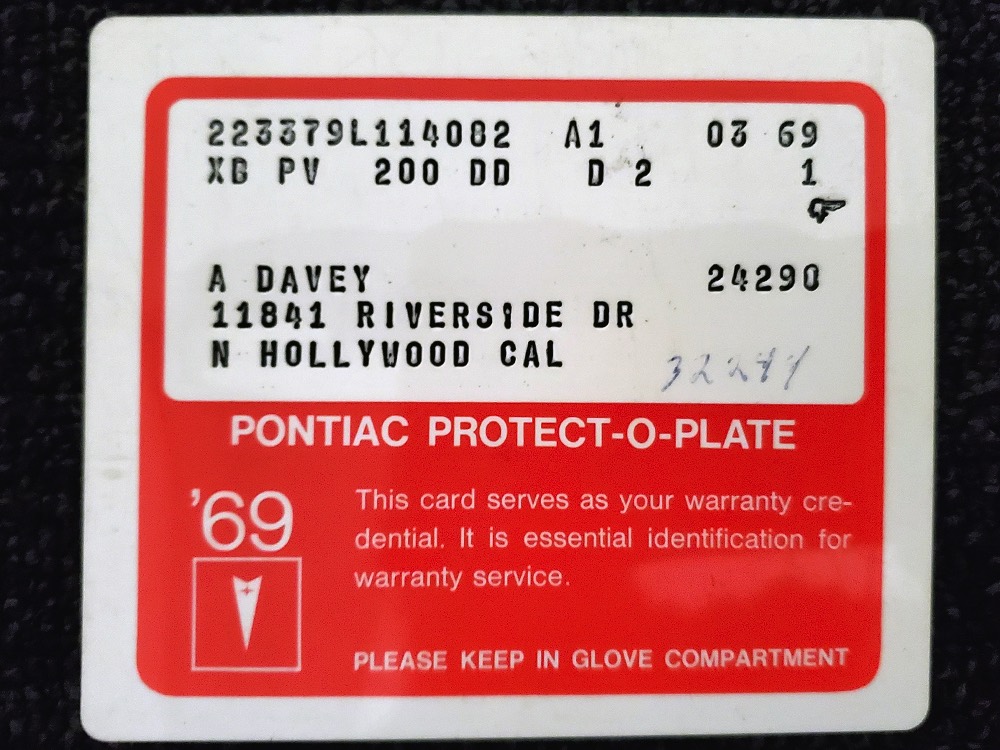 223379L114082 A1 03 69
XG PV 200 DD D 2 1
A DAVEY 24290
11841 RIVERSIDE DR
N HOLLYWOOD CAL
PONTIAC PROTECT-O-PLATE
'69
This card serves as your warranty cre-
dential. It is essential identification for
warranty service.
PLEASE KEEP IN GLOVE COMPARTMENT